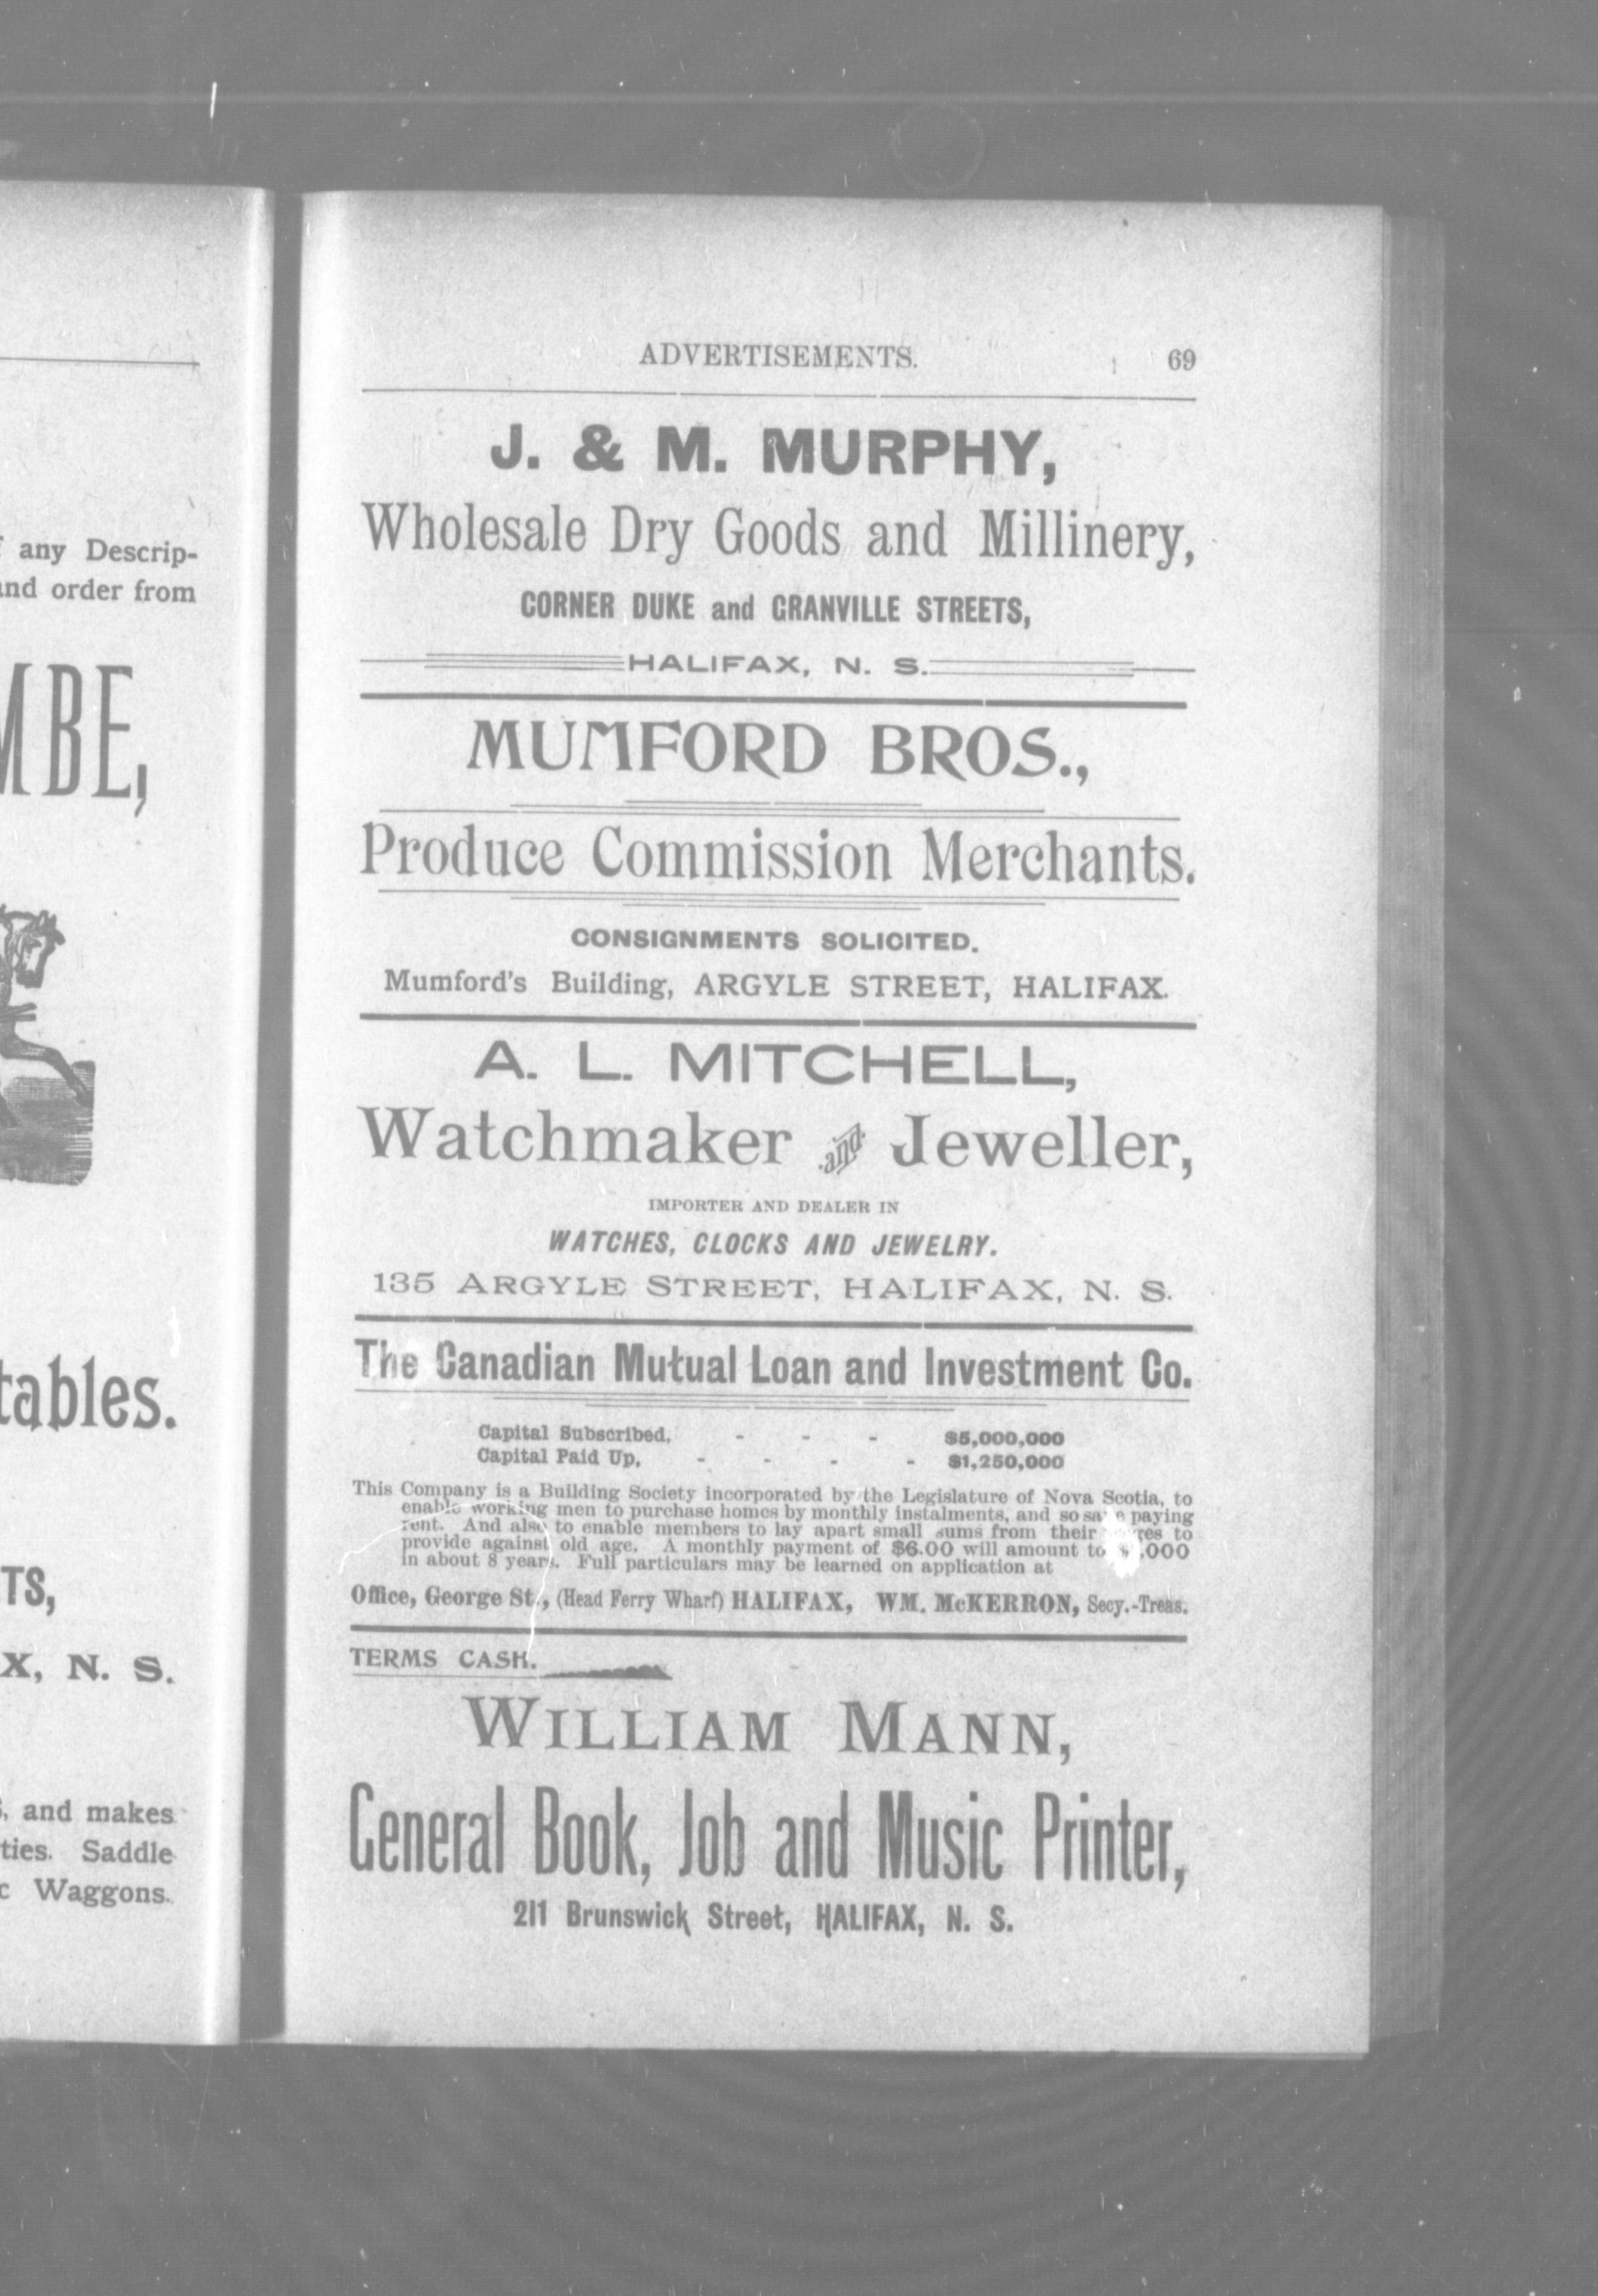 any Descrip-
and order from
MBE,
tables.
TS,
X, N. S.
and makes
ties. Saddle
c Waggons.
ADVERTISEMENTS. 69
J. & M. MURPHY,
Wholesale Dry Goods and Millinery,
CORNER DUKE and GRANVILLE STREETS,
HALIFAX, N. S.
MUMFORD BROS.,
Produce Commission Merchants.
CONSIGNMENTS SOLICITED.
Mumford's Building, ARGYLE STREET, HALIFAX.
A. L. MITCHELL,
Watchmaker and Jeweller,
IMPORTER AND DEALER IN
WATCHES, CLOCKS AND JEWELRY.
135 ARGYLE STREET, HALIFAX, N. S.
The Canadian Mutual Loan and Investment Co.
Capital Subscribed, - - - $5,000,000
Capital Paid Up, - - - - $1,250,000
This Company is a Building Society incorporated by the Legislature of Nova Scotia, to
enable working men to purchase homes by monthly instalments, and so save paying
rent. And also to enable members to lay apart small sums from their wages to
provide against old age. A monthly payment of $6.00 will amount to ,000
in about 8 years. Full particulars may be learned on application at
Office, George St., (Head Ferry Wharf) HALIFAX, WM. McKERRON, Secy.-Treas.
TERMS CASH.
WILLIAM MANN,
General Book, Job and Music Printer,
211 Brunswick Street, HALIFAX, N. S.